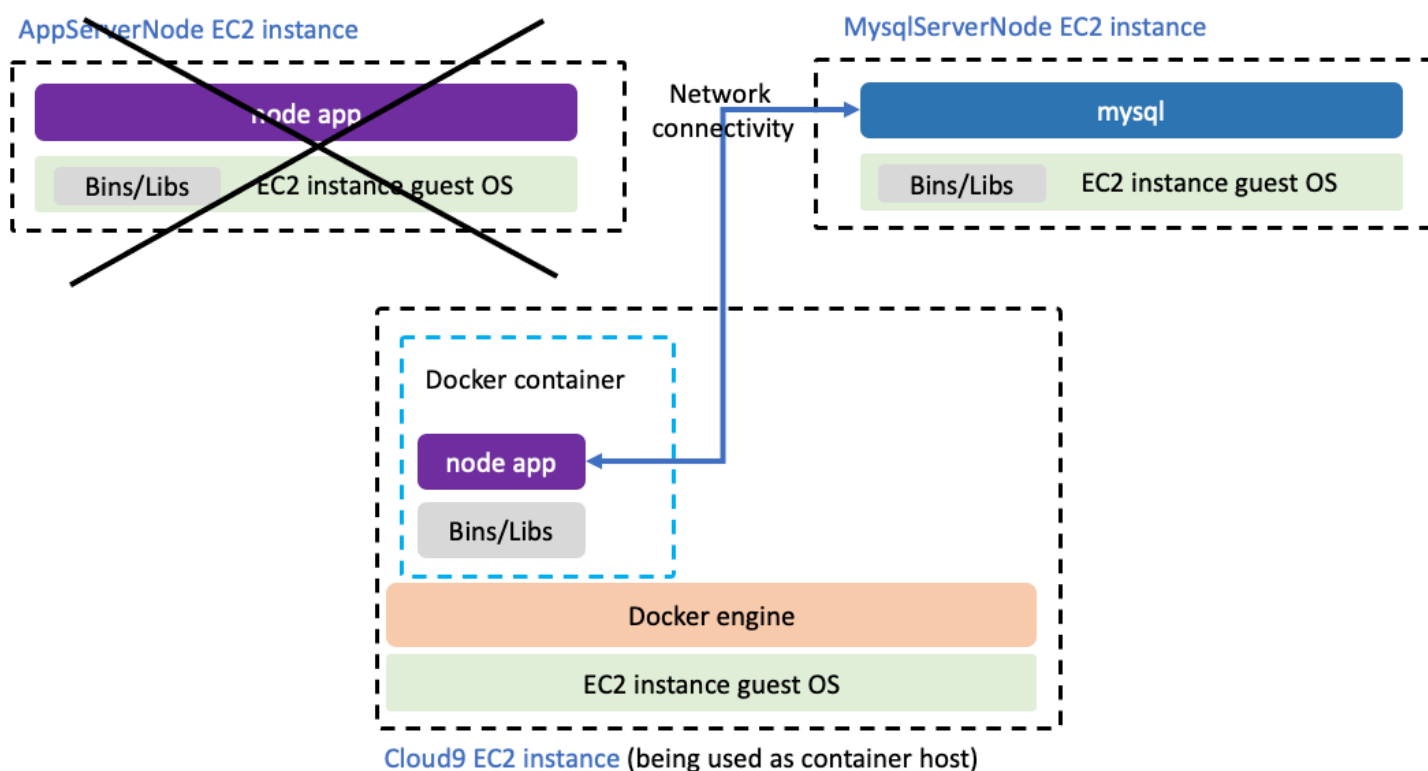 AppServerNode EC2 instance
node app
Bins/Libs
EC2 instance guest OS
Network
connectivity
MysqlServerNode EC2 instance
mysql
Bins/Libs
EC2 instance guest OS
Docker container
node app
Bins/Libs
Docker engine
EC2 instance guest OS
Cloud9 EC2 instance (being used as container host)